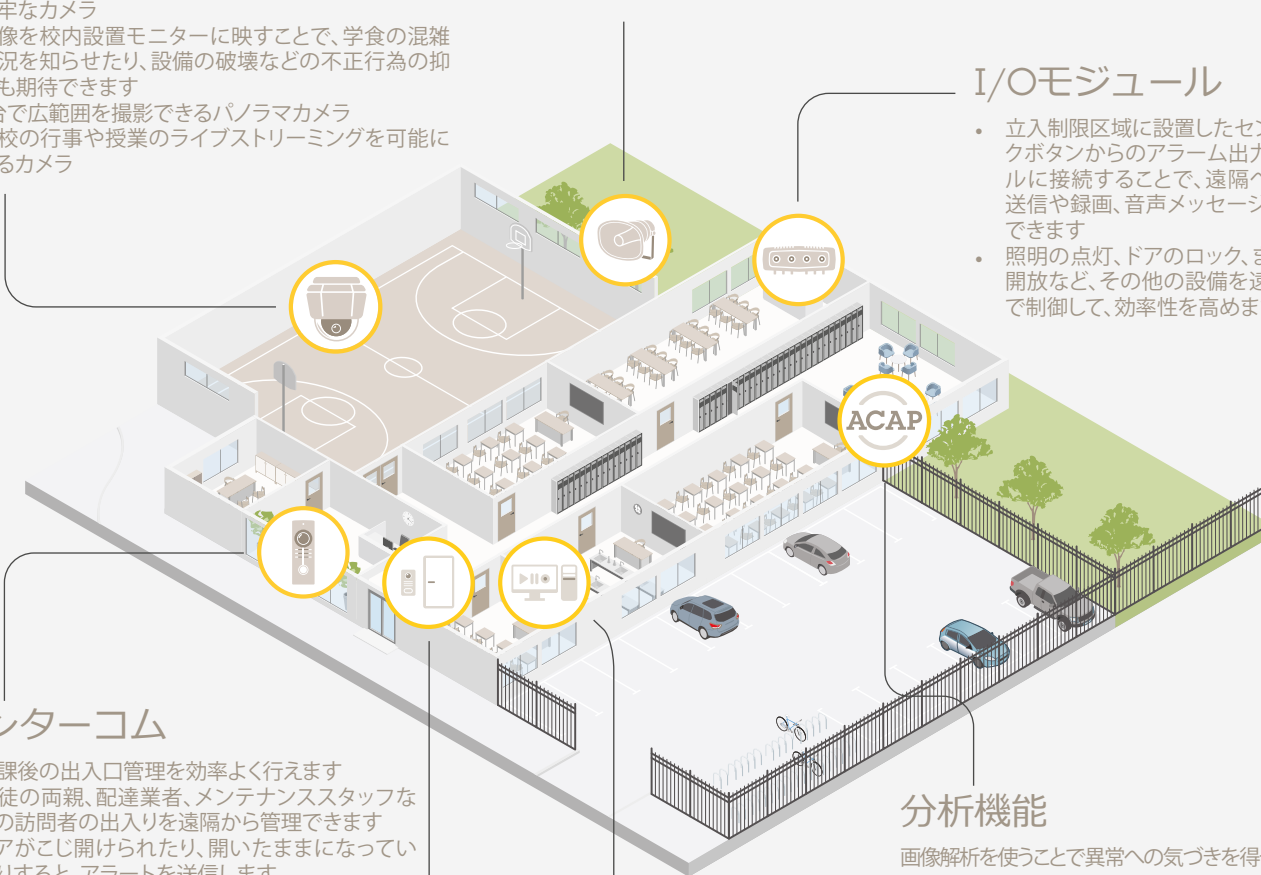 牢なカメラ
像を校内設置モニターに映すことで、学食の混雑
況を知らせたり、設備の破壊などの不正行為の抑
も期待できます
台で広範囲を撮影できるパノラマカメラ
校の行事や授業のライブストリーミングを可能に
るカメラ
I/Oモジュール
• 立入制限区域に設置したセン
クボタンからのアラーム出力
ルに接続することで、遠隔へ
送信や録画、音声メッセージ
できます
• 照明の点灯、ドアのロック、ま
開放など、その他の設備を遠
で制御して、効率性を高めま
ACAP
ンターコム
課後の出入口管理を効率よく行えます
徒の両親、配達業者、メンテナンススタッフな
の訪問者の出入りを遠隔から管理できます
アがこじ開けられたり、開いたままになってい
りすると、アラートを送信します
分析機能
画像解析を使うことで異常への気づきを得